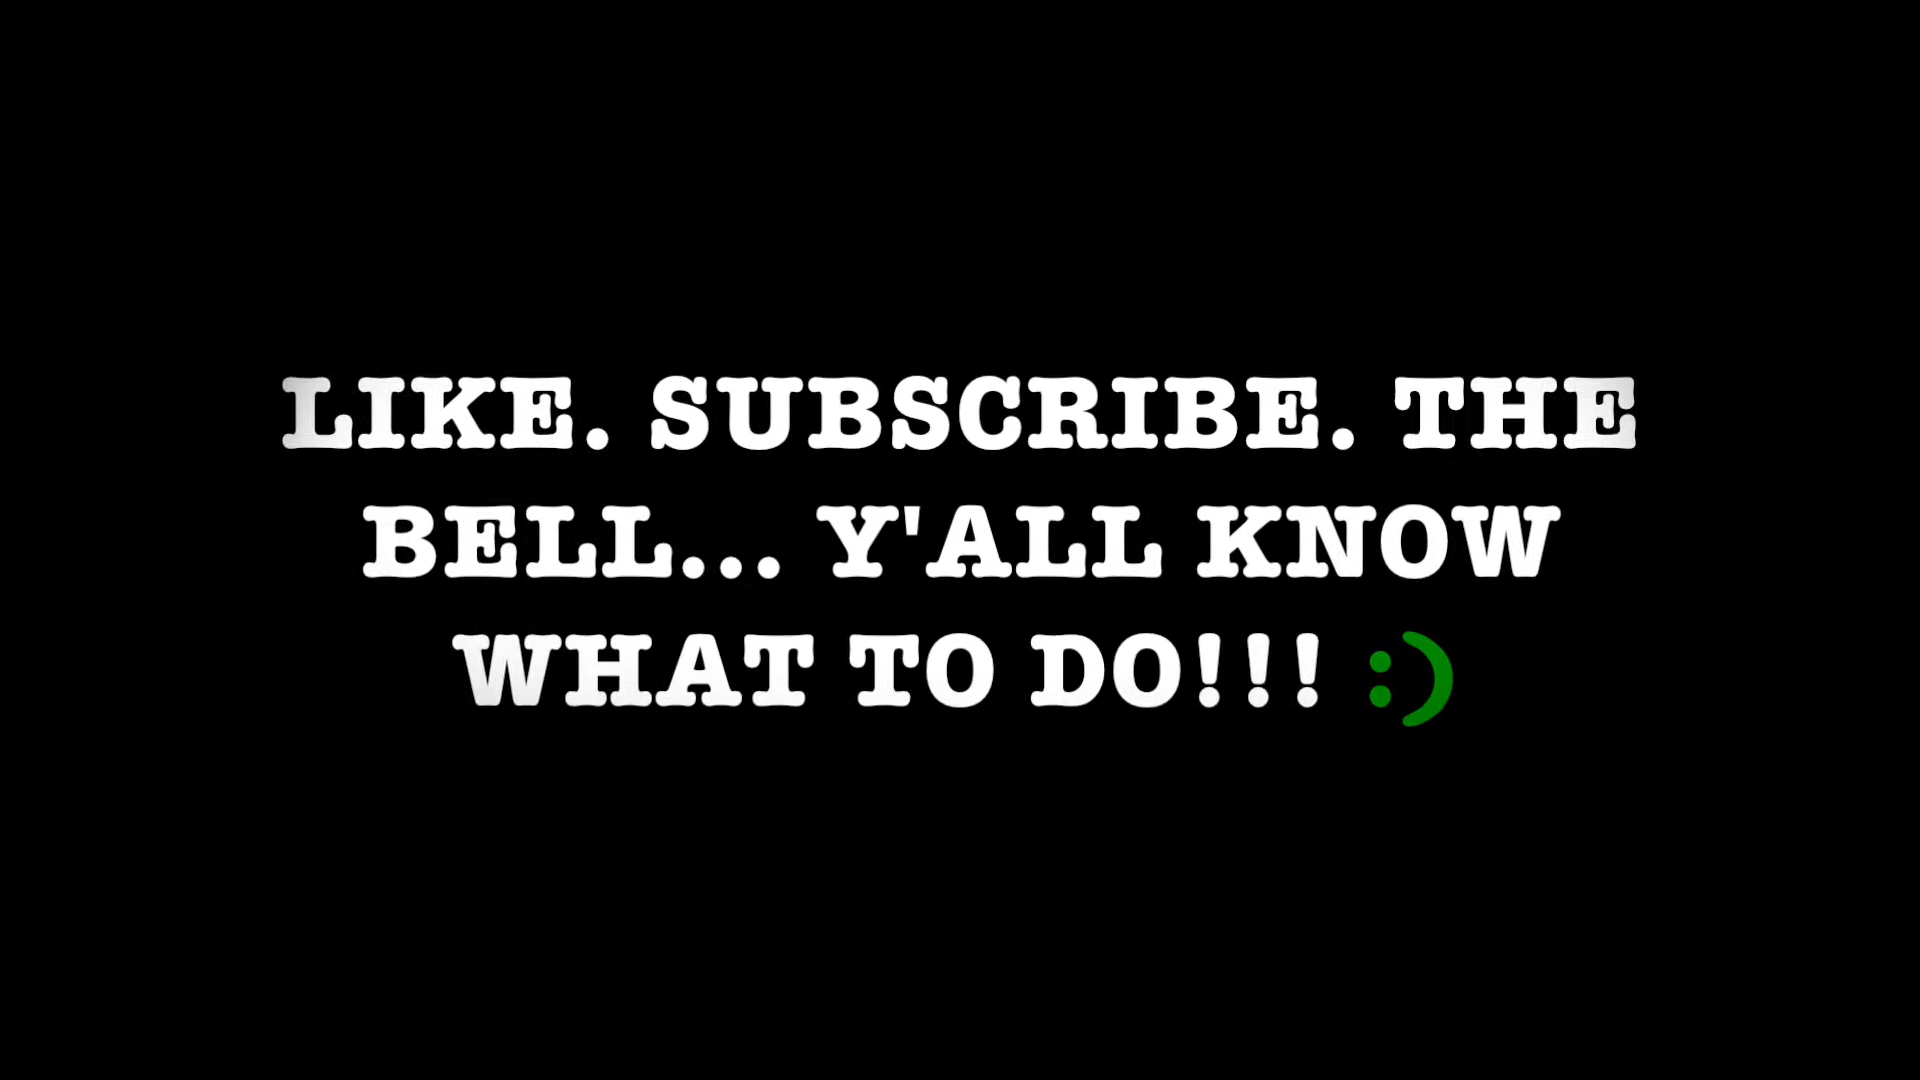 LIKE. SUBSCRIBE. THE
BELL... Y'ALL KNOW
WHAT TO DO!!! :)